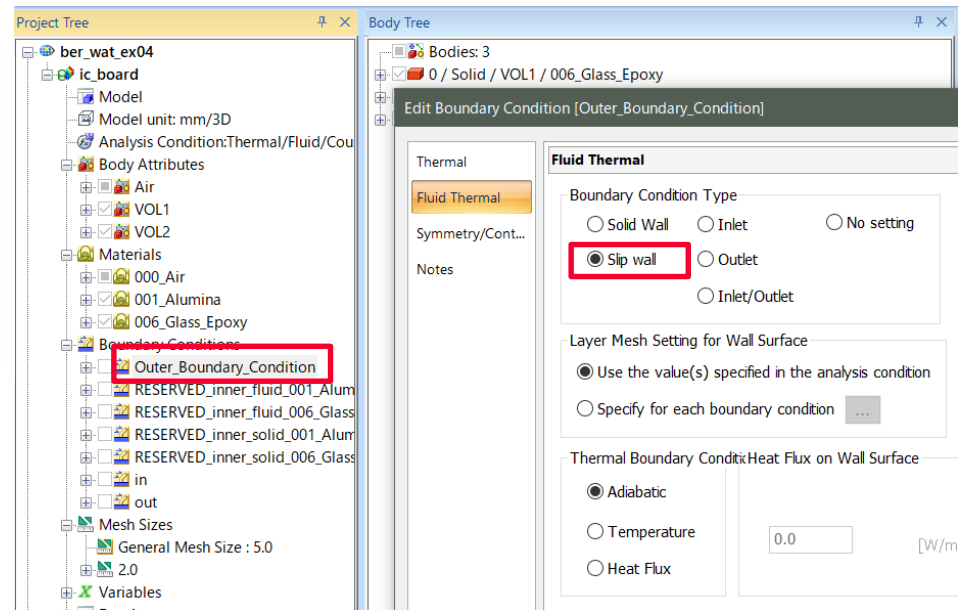 Project Tree
ber_wat_ex04
ic_board
Model
Model unit: mm/3D
Analysis Condition:Thermal/Fluid/Cou
Body Attributes
Air
VOL1
VOL2
Materials
000_Air
001_Alumina
006_Glass_Epoxy
Boundary Conditions
Outer_Boundary_Condition
RESERVED_inner_fluid_001_Alum
RESERVED_inner_fluid_006_Glass
RESERVED_inner_solid_001_Alum
RESERVED_inner_solid_006_Glass
in
out
Mesh Sizes
General Mesh Size : 5.0
2.0
Variables
Body Tree
Bodies: 3
0 / Solid / VOL1 / 006_Glass_Epoxy
Edit Boundary Condition [Outer_Boundary_Condition]
Thermal
Fluid Thermal
Symmetry/Cont...
Notes
Fluid Thermal
Boundary Condition Type
Solid Wall Inlet No setting
Slip wall Outlet
Inlet/Outlet
Layer Mesh Setting for Wall Surface
Use the value(s) specified in the analysis condition
Specify for each boundary condition ...
Thermal Boundary Conditi Heat Flux on Wall Surface
Adiabatic
Temperature
0.0 [W/m
Heat Flux